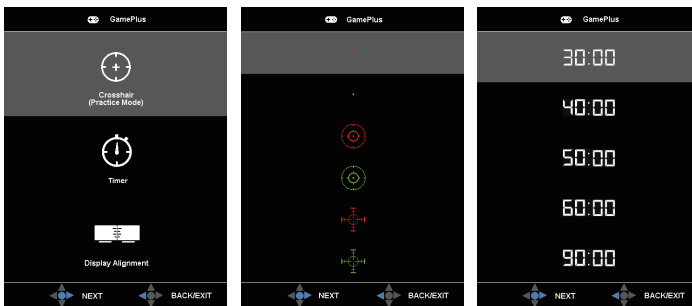 GamePlus
Crosshair
(Practice Mode)
Timer
Display Alignment
NEXT BACK/EXIT
GamePlus
NEXT BACK/EXIT
GamePlus
30:00
40:00
50:00
60:00
90:00
NEXT BACK/EXIT